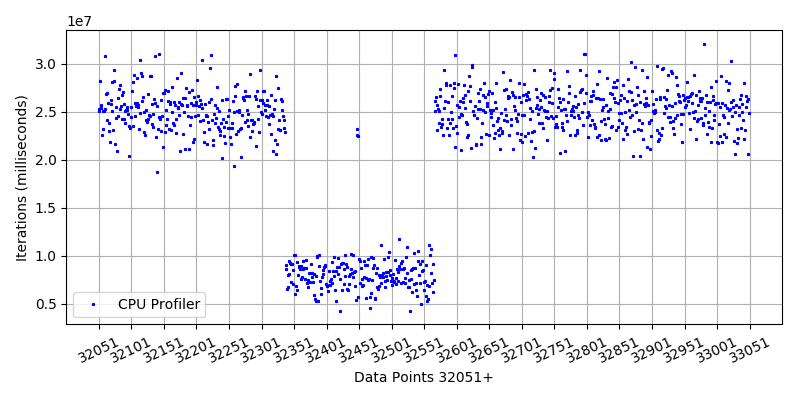 1e7
3.0
2.5
2.0
1.5
1.0
0.5
Iterations (milliseconds)
CPU Profiler
32051 32101 32151 32201 32251 32301 32351 32401 32451 32501 32551 32601 32651 32701 32751 32801 32851 32901 32951 33001 33051
Data Points 32051+